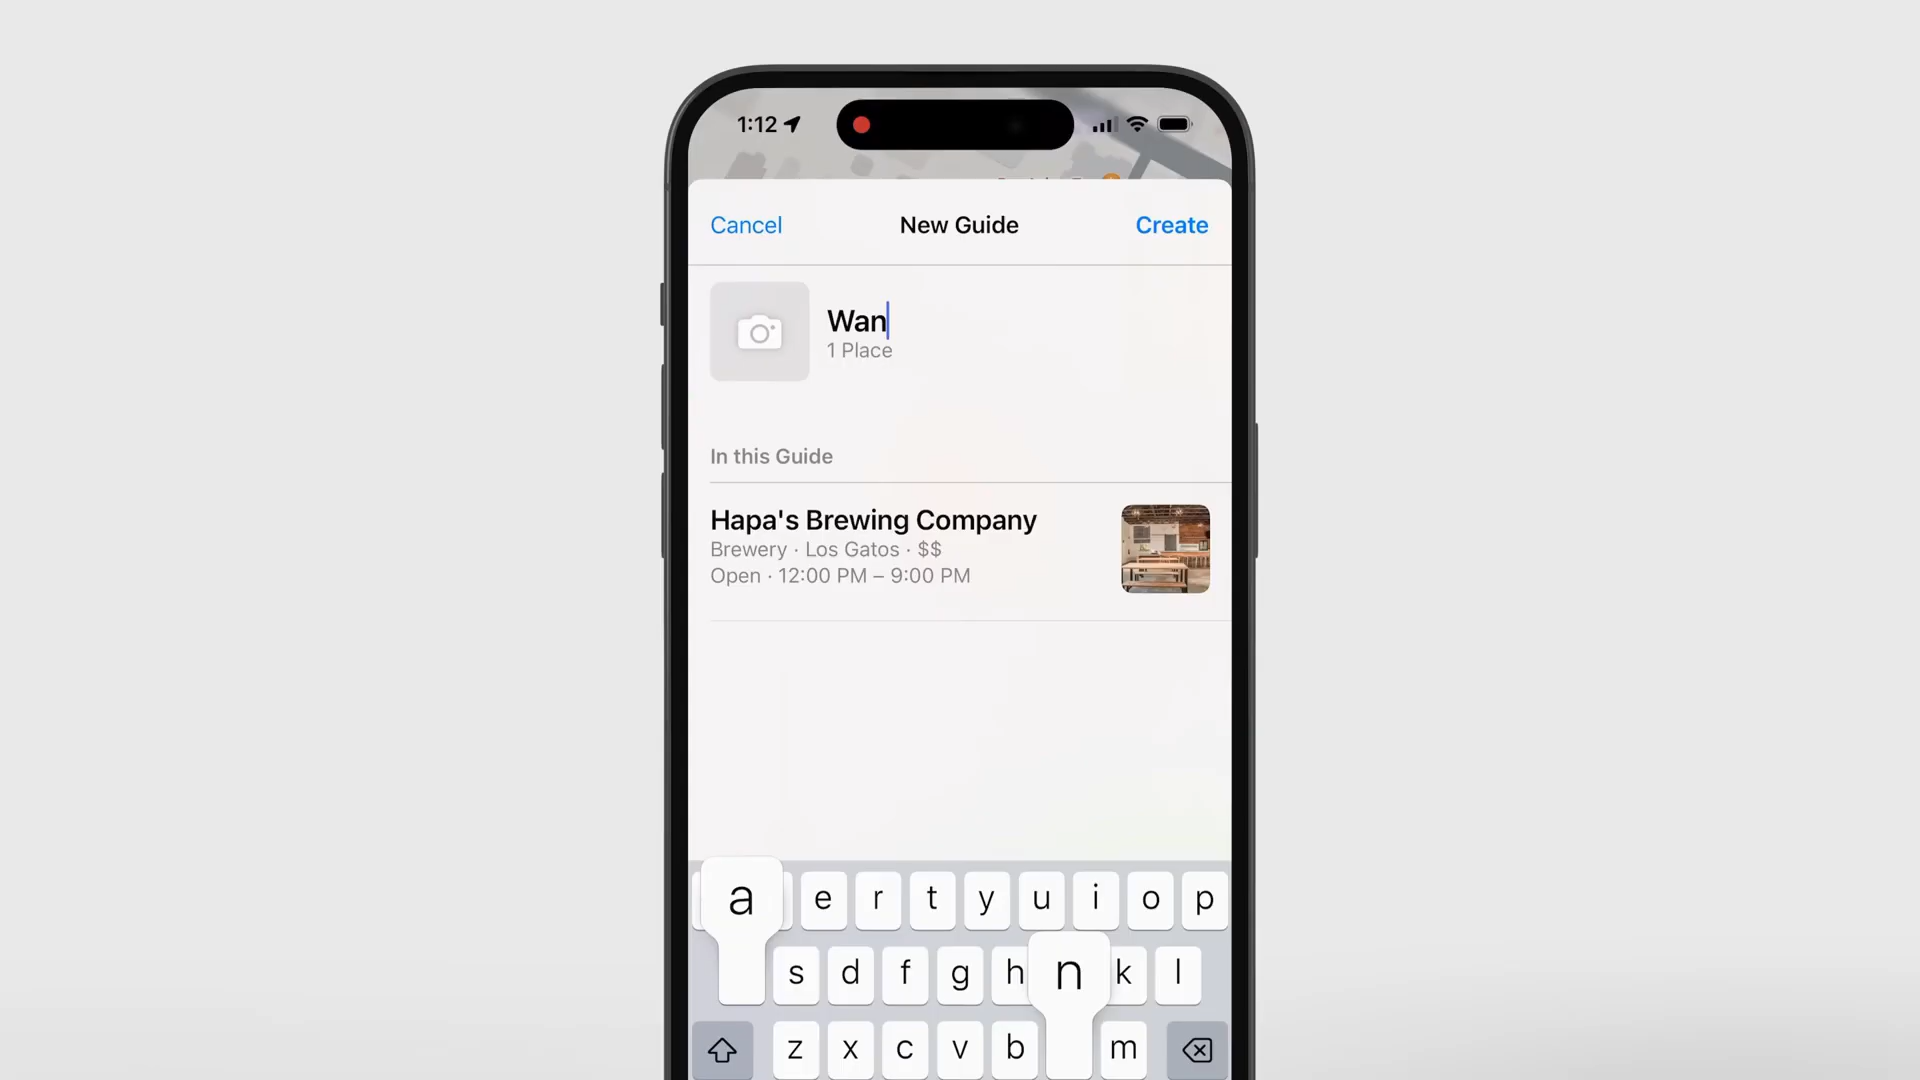 1:12
Cancel
New Guide
Create
Wan
1 Place
In this Guide
Hapa's Brewing Company
Brewery · Los Gatos · $$
Open · 12:00 PM – 9:00 PM
a e r t y u i o p
s d f g h n k l
z x c v b m